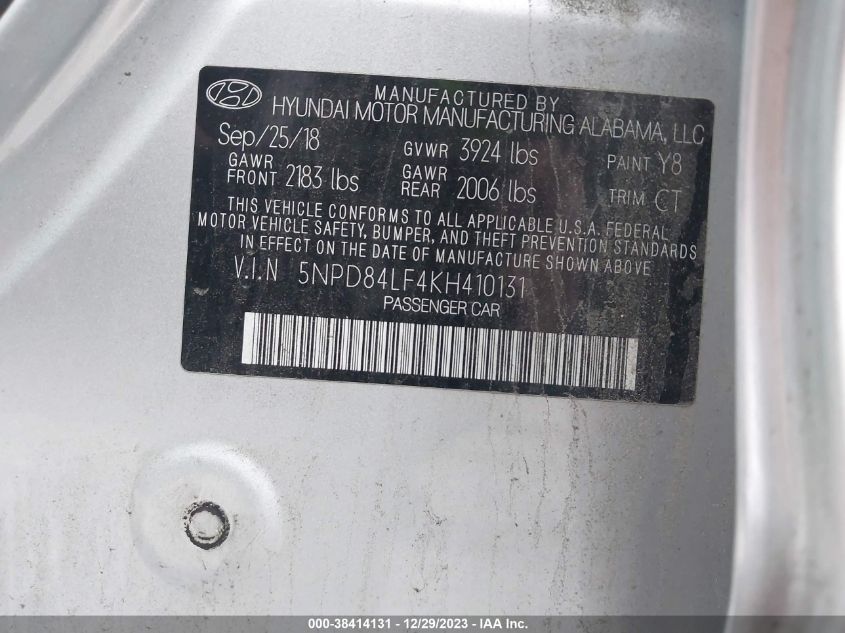 MANUFACTURED BY
HYUNDAI MOTOR MANUFACTURING ALABAMA, LLC
Sep/25/18 GVWR 3924 lbs PAINT Y8
GAWR FRONT 2183 lbs GAWR REAR 2006 lbs TRIM CT
THIS VEHICLE CONFORMS TO ALL APPLICABLE U.S.A. FEDERAL
MOTOR VEHICLE SAFETY, BUMPER, AND THEFT PREVENTION STANDARDS
IN EFFECT ON THE DATE OF MANUFACTURE SHOWN ABOVE
V.I.N 5NPD84LF4KH410131
PASSENGER CAR
000-38414131 - 12/29/2023 - IAA Inc.